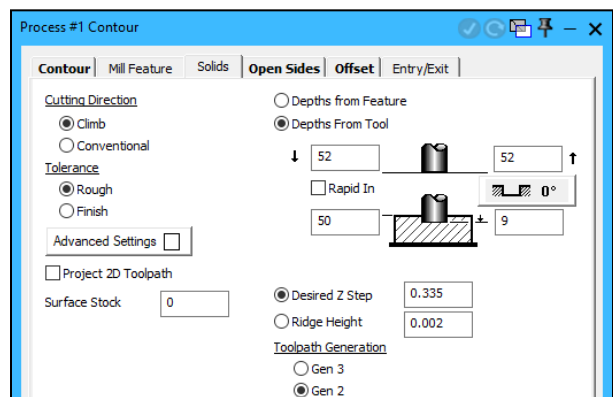 Process #1 Contour
Contour Mill Feature Solids Open Sides Offset Entry/Exit
Cutting Direction
Climb
Conventional
Tolerance
Rough
Finish
Advanced Settings
Project 2D Toolpath
Surface Stock 0
Depths from Feature
Depths From Tool
52 52
Rapid In
0°
50 9
Desired Z Step 0.335
Ridge Height 0.002
Toolpath Generation
Gen 3
Gen 2